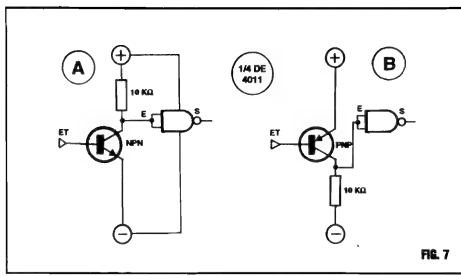 A
+
10 KΩ
E
S
ET
NPN
−
1/4 DE
4011
B
+
E
S
ET
PNP
10 KΩ
−
FIG. 7